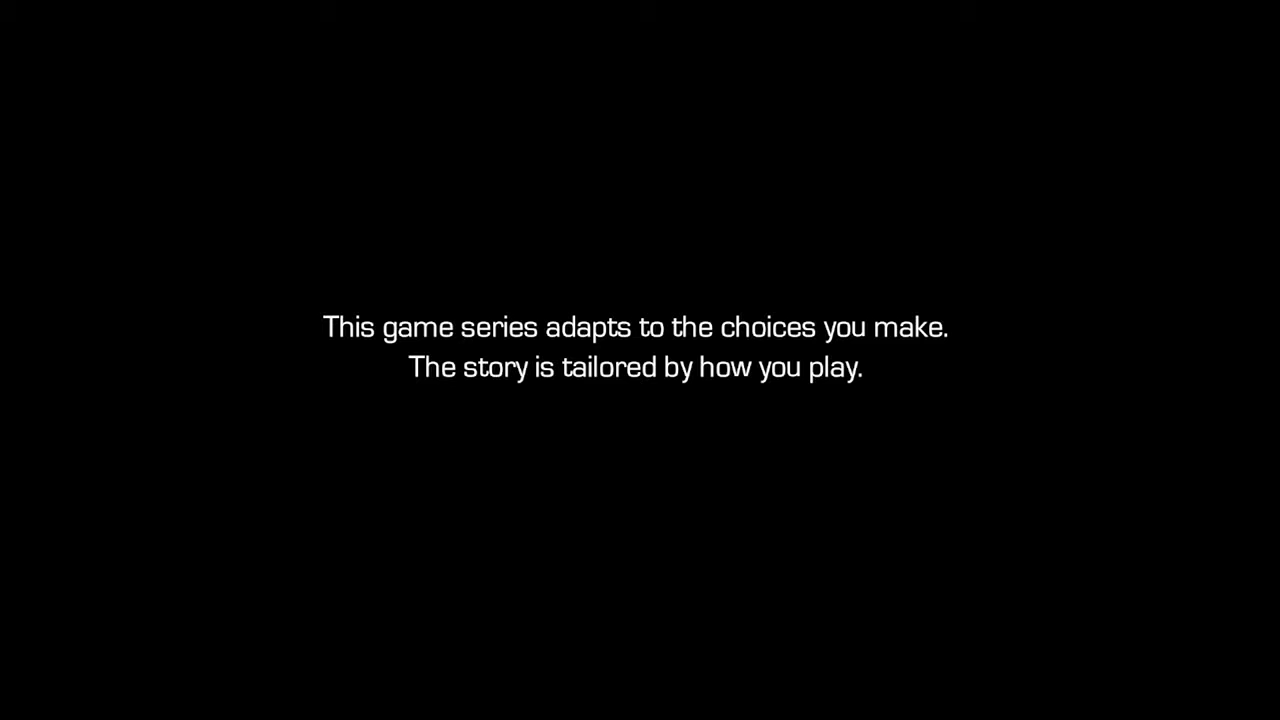 This game series adapts to the choices you make.
The story is tailored by how you play.